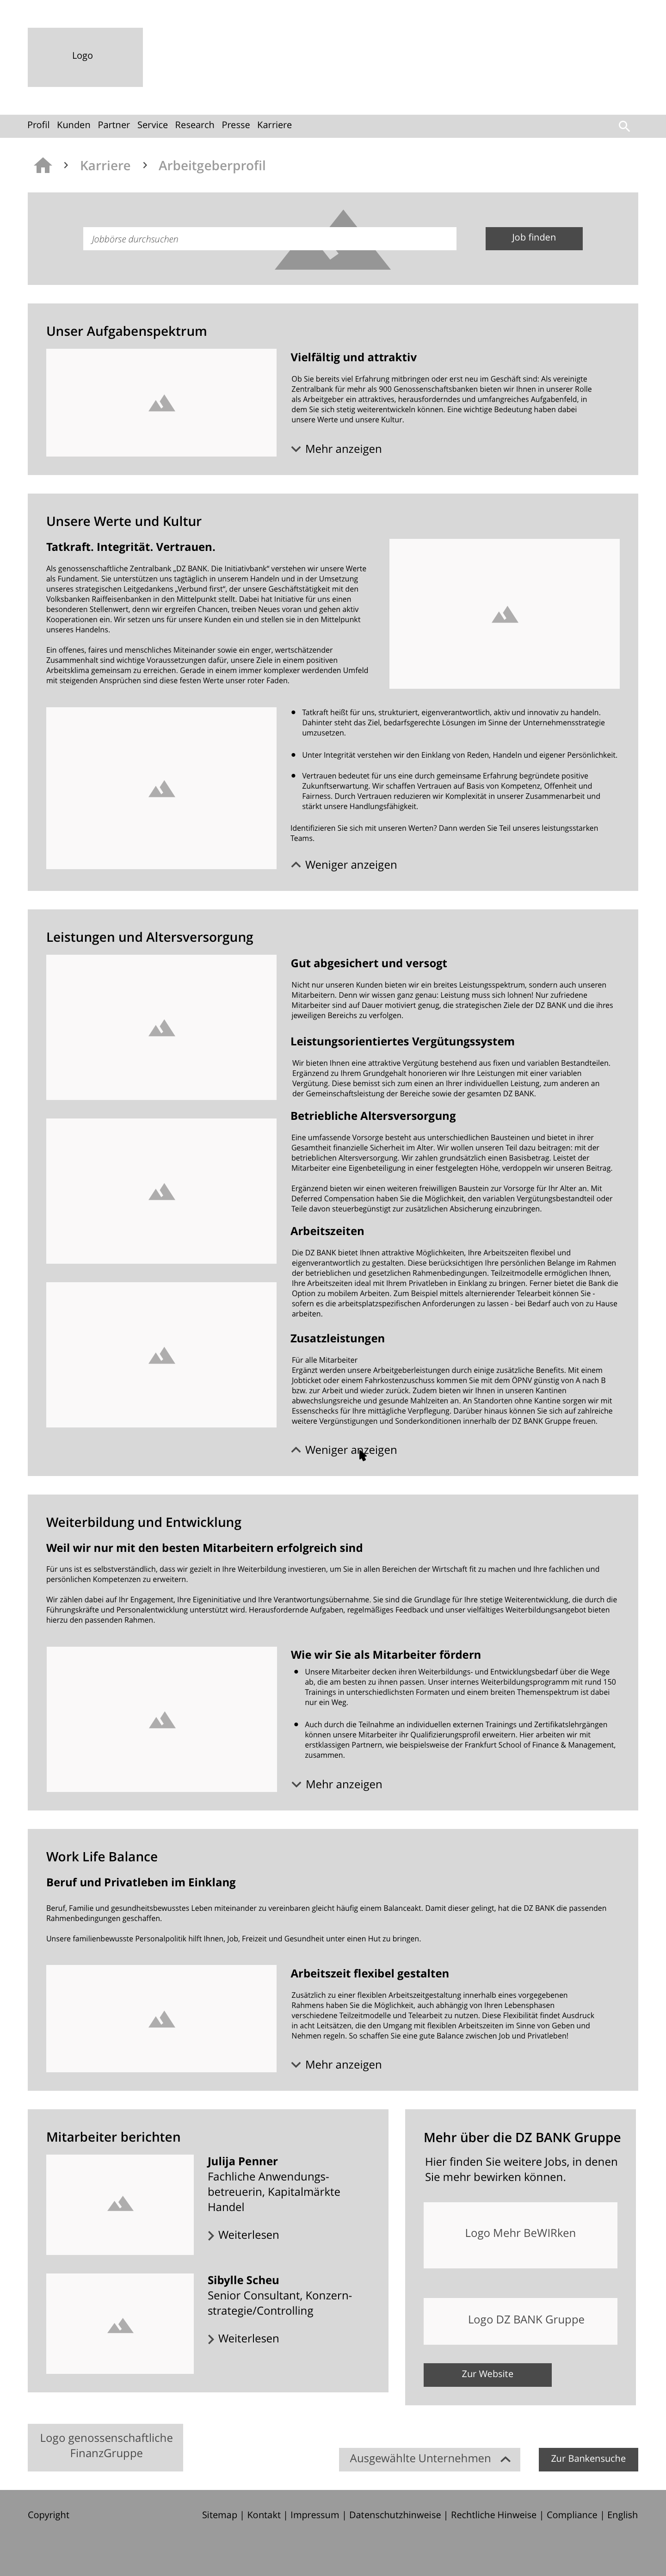 Logo
Profil Kunden Partner Service Research Presse Karriere
Karriere Arbeitgeberprofil
Jobbörse durchsuchen
Job finden
Unser Aufgabenspektrum
Vielfältig und attraktiv
Ob Sie bereits viel Erfahrung mitbringen oder erst neu im Geschäft sind: Als vereinigte
Zentralbank für mehr als 900 Genossenschaftsbanken bieten wir Ihnen in unserer Rolle
als Arbeitgeber ein attraktives, herausforderndes und umfangreiches Aufgabenfeld, in
dem Sie sich stetig weiterentwickeln können. Eine wichtige Bedeutung haben dabei
unsere Werte und unsere Kultur.
Mehr anzeigen
Unsere Werte und Kultur
Tatkraft. Integrität. Vertrauen.
Als genossenschaftliche Zentralbank „DZ BANK. Die Initiativbank“ verstehen wir unsere Werte
als Fundament. Sie unterstützen uns tagtäglich in unserem Handeln und in der Umsetzung
unseres strategischen Leitgedankens „Verbund first“, der unsere Geschäftstätigkeit mit den
Volksbanken Raiffeisenbanken in den Mittelpunkt stellt. Dabei hat Initiative für uns einen
besonderen Stellenwert, denn wir ergreifen Chancen, treiben Neues voran und gehen aktiv
Kooperationen ein. Wir setzen uns für unsere Kunden ein und stellen sie in den Mittelpunkt
unseres Handelns.
Ein offenes, faires und menschliches Miteinander sowie ein enger, wertschätzender
Zusammenhalt sind wichtige Voraussetzungen dafür, unsere Ziele in einem positiven
Arbeitsklima gemeinsam zu erreichen. Gerade in einem immer komplexer werdenden Umfeld
mit steigenden Ansprüchen sind diese festen Werte unser roter Faden.
• Tatkraft heißt für uns, strukturiert, eigenverantwortlich, aktiv und innovativ zu handeln.
Dahinter steht das Ziel, bedarfsgerechte Lösungen im Sinne der Unternehmensstrategie
umzusetzen.
• Unter Integrität verstehen wir den Einklang von Reden, Handeln und eigener Persönlichkeit.
• Vertrauen bedeutet für uns eine durch gemeinsame Erfahrung begründete positive
Zukunftserwartung. Wir schaffen Vertrauen auf Basis von Kompetenz, Offenheit und
Fairness. Durch Vertrauen reduzieren wir Komplexität in unserer Zusammenarbeit und
stärkt unsere Handlungsfähigkeit.
Identifizieren Sie sich mit unseren Werten? Dann werden Sie Teil unseres leistungsstarken
Teams.
Weniger anzeigen
Leistungen und Altersversorgung
Gut abgesichert und versogt
Nicht nur unseren Kunden bieten wir ein breites Leistungsspektrum, sondern auch unseren
Mitarbeitern. Denn wir wissen ganz genau: Leistung muss sich lohnen! Nur zufriedene
Mitarbeiter sind auf Dauer motiviert genug, die strategischen Ziele der DZ BANK und die ihres
jeweiligen Bereichs zu verfolgen.
Leistungsorientiertes Vergütungssystem
Wir bieten Ihnen eine attraktive Vergütung bestehend aus fixen und variablen Bestandteilen.
Ergänzend zu Ihrem Grundgehalt honorieren wir Ihre Leistungen mit einer variablen
Vergütung. Diese bemisst sich zum einen an Ihrer individuellen Leistung, zum anderen an
der Gemeinschaftsleistung der Bereiche sowie der gesamten DZ BANK.
Betriebliche Altersversorgung
Eine umfassende Vorsorge besteht aus unterschiedlichen Bausteinen und bietet in ihrer
Gesamtheit finanzielle Sicherheit im Alter. Wir wollen unseren Teil dazu beitragen: mit der
betrieblichen Altersversorgung. Wir zahlen grundsätzlich einen Basisbetrag. Leistet der
Mitarbeiter eine Eigenbeteiligung in einer festgelegten Höhe, verdoppeln wir unseren Beitrag.
Ergänzend bieten wir einen weiteren freiwilligen Baustein zur Vorsorge für Ihr Alter an. Mit
Deferred Compensation haben Sie die Möglichkeit, den variablen Vergütungsbestandteil oder
Teile davon steuerbegünstigt zur zusätzlichen Absicherung einzubringen.
Arbeitszeiten
Die DZ BANK bietet Ihnen attraktive Möglichkeiten, Ihre Arbeitszeiten flexibel und
eigenverantwortlich zu gestalten. Diese berücksichtigen Ihre persönlichen Belange im Rahmen
der betrieblichen und gesetzlichen Rahmenbedingungen. Teilzeitmodelle ermöglichen Ihnen,
Ihre Arbeitszeiten ideal mit Ihrem Privatleben in Einklang zu bringen. Ferner bietet die Bank die
Option zu mobilem Arbeiten. Zum Beispiel mittels alternierender Telearbeit können Sie -
sofern es die arbeitsplatzspezifischen Anforderungen zu lassen - bei Bedarf auch von zu Hause
arbeiten.
Zusatzleistungen
Für alle Mitarbeiter
Ergänzt werden unsere Arbeitgeberleistungen durch einige zusätzliche Benefits. Mit einem
Jobticket oder einem Fahrkostenzuschuss kommen Sie mit dem ÖPNV günstig von A nach B
bzw. zur Arbeit und wieder zurück. Zudem bieten wir Ihnen in unseren Kantinen
abwechslungsreiche und gesunde Mahlzeiten an. An Standorten ohne Kantine sorgen wir mit
Essenschecks für Ihre mittägliche Verpflegung. Darüber hinaus können Sie sich auf zahlreiche
weitere Vergünstigungen und Sonderkonditionen innerhalb der DZ BANK Gruppe freuen.
Weniger anzeigen
Weiterbildung und Entwicklung
Weil wir nur mit den besten Mitarbeitern erfolgreich sind
Für uns ist es selbstverständlich, dass wir gezielt in Ihre Weiterbildung investieren, um Sie in allen Bereichen der Wirtschaft fit zu machen und Ihre fachlichen und
persönlichen Kompetenzen zu erweitern.
Wir zählen dabei auf Ihr Engagement, Ihre Eigeninitiative und Ihre Verantwortungsübernahme. Sie sind die Grundlage für Ihre stetige Weiterentwicklung, die durch die
Führungskräfte und Personalentwicklung unterstützt wird. Herausfordernde Aufgaben, regelmäßiges Feedback und unser vielfältiges Weiterbildungsangebot bieten
hierzu den passenden Rahmen.
Wie wir Sie als Mitarbeiter fördern
• Unsere Mitarbeiter decken ihren Weiterbildungs- und Entwicklungsbedarf über die Wege
ab, die am besten zu ihnen passen. Unser internes Weiterbildungsprogramm mit rund 150
Trainings in unterschiedlichsten Formaten und einem breiten Themenspektrum ist dabei
nur ein Weg.
• Auch durch die Teilnahme an individuellen externen Trainings und Zertifikatslehrgängen
können unsere Mitarbeiter ihr Qualifizierungsprofil erweitern. Hier arbeiten wir mit
erstklassigen Partnern, wie beispielsweise der Frankfurt School of Finance & Management,
zusammen.
Mehr anzeigen
Work Life Balance
Beruf und Privatleben im Einklang
Beruf, Familie und gesundheitsbewusstes Leben miteinander zu vereinbaren gleicht häufig einem Balanceakt. Damit dieser gelingt, hat die DZ BANK die passenden
Rahmenbedingungen geschaffen.
Unsere familienbewusste Personalpolitik hilft Ihnen, Job, Freizeit und Gesundheit unter einen Hut zu bringen.
Arbeitszeit flexibel gestalten
Zusätzlich zu einer flexiblen Arbeitszeitgestaltung innerhalb eines vorgegebenen
Rahmens haben Sie die Möglichkeit, auch abhängig von Ihren Lebensphasen
verschiedene Teilzeitmodelle und Telearbeit zu nutzen. Diese Flexibilität findet Ausdruck
in acht Leitsätzen, die den Umgang mit flexiblen Arbeitszeiten im Sinne von Geben und
Nehmen regeln. So schaffen Sie eine gute Balance zwischen Job und Privatleben!
Mehr anzeigen
Mitarbeiter berichten
Julija Penner
Fachliche Anwendungs-
betreuerin, Kapitalmärkte
Handel
Weiterlesen
Sibylle Scheu
Senior Consultant, Konzern-
strategie/Controlling
Weiterlesen
Mehr über die DZ BANK Gruppe
Hier finden Sie weitere Jobs, in denen
Sie mehr bewirken können.
Logo Mehr BeWIRken
Logo DZ BANK Gruppe
Zur Website
Logo genossenschaftliche
FinanzGruppe
Ausgewählte Unternehmen
Zur Bankensuche
Copyright
Sitemap | Kontakt | Impressum | Datenschutzhinweise | Rechtliche Hinweise | Compliance | English